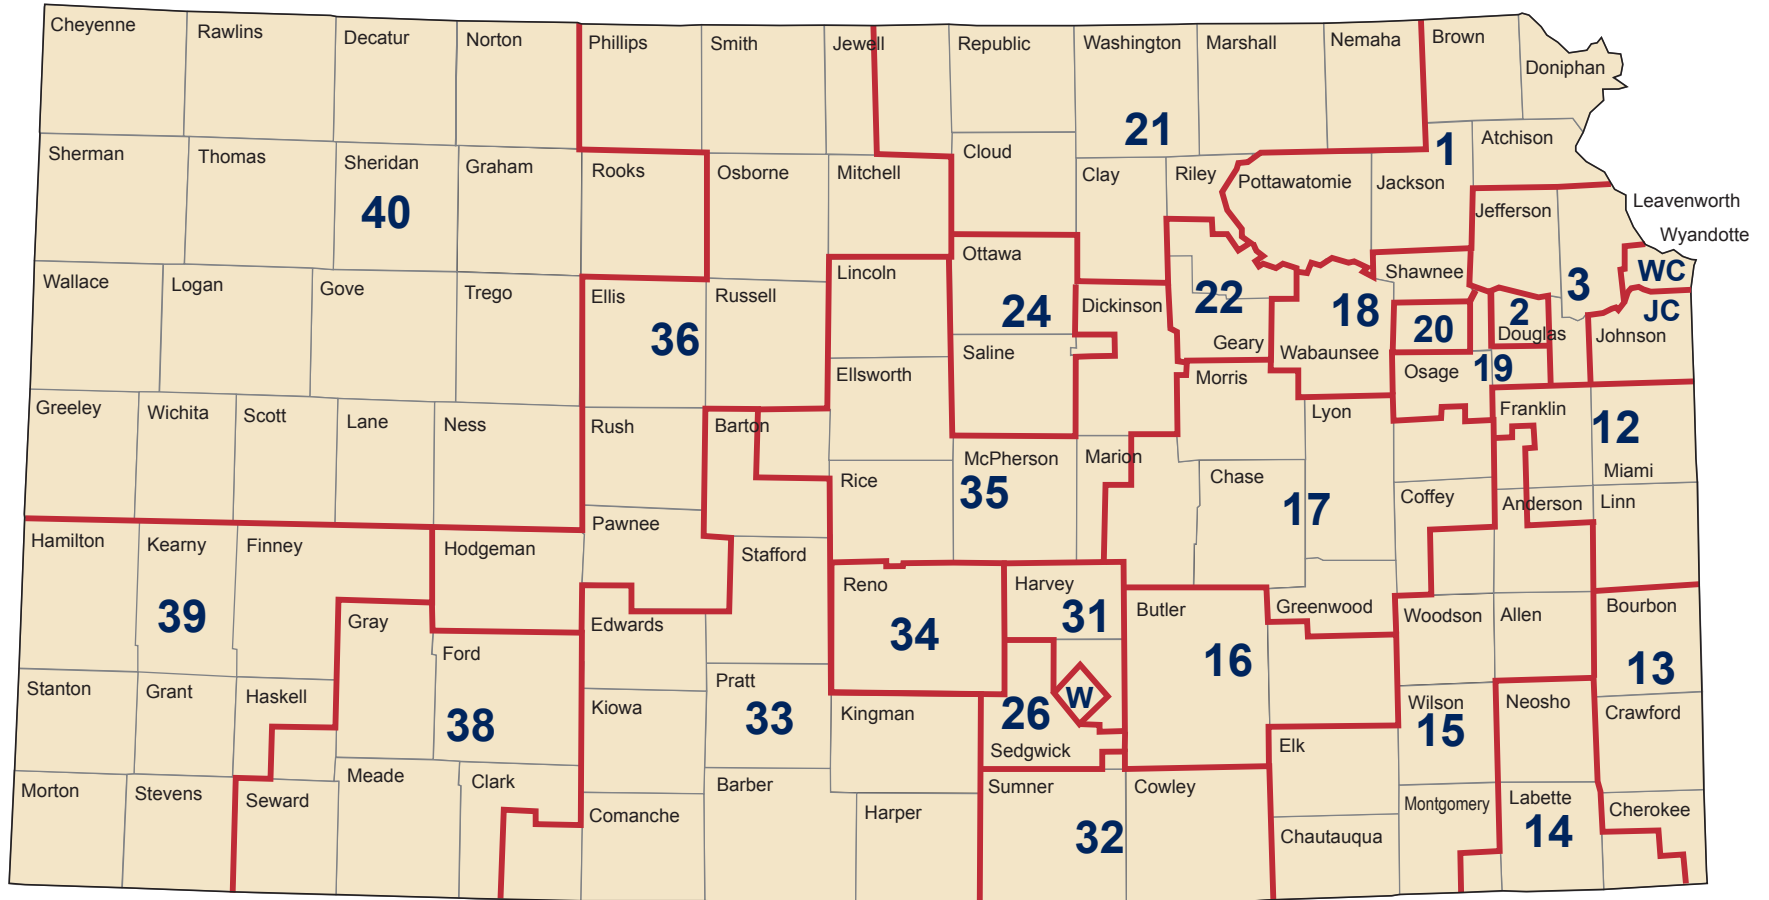 Cheyenne
Rawlins
Decatur
Norton
Phillips
Smith
Jewell
Republic
Washington
Marshall
Nemaha
Brown
Doniphan
21
1
Atchison
Sherman
Thomas
Sheridan
Graham
Rooks
Osborne
Mitchell
Cloud
Clay
Riley
Pottawatomie
Jackson
40
Jefferson
Leavenworth
Wyandotte
Wallace
Logan
Gove
Trego
Ellis
Russell
Lincoln
Ottawa
Dickinson
Shawnee
WC
3
36
24
22
18
20
2
JC
Geary
Wabaunsee
Douglas
Johnson
Saline
Ellsworth
Morris
Osage
19
Greeley
Wichita
Scott
Lane
Ness
Rush
Barton
Lyon
Franklin
12
McPherson
Marion
Rice
35
Chase
17
Coffey
Anderson
Miami
Linn
Hamilton
Kearny
Finney
Hodgeman
Pawnee
Stafford
Reno
Harvey
39
34
31
Butler
Greenwood
Woodson
Allen
Bourbon
Gray
Edwards
Ford
16
13
Stanton
Grant
Haskell
Kiowa
Pratt
33
Kingman
26
W
Sedgwick
Wilson
15
Neosho
Crawford
38
Elk
Morton
Stevens
Seward
Meade
Clark
Comanche
Barber
Harper
Sumner
Cowley
32
Chautauqua
Montgomery
Labette
14
Cherokee